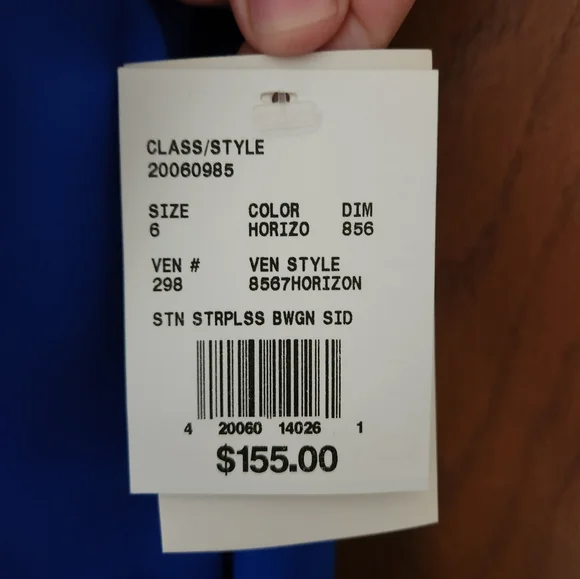 CLASS/STYLE
20060985
SIZE COLOR DIM
6 HORIZO 856
VEN # VEN STYLE
298 8567HORIZON
STN STRPLSS BWGN SID
4 20060 14026 1
$155.00